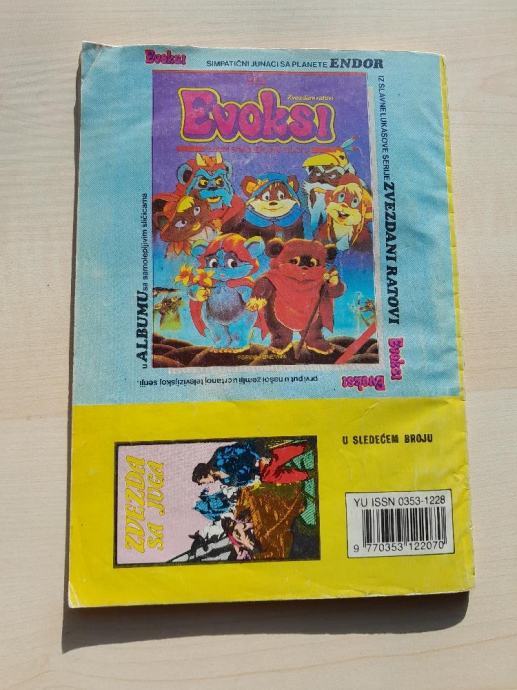 Evoksi
SIMPATIČNI JUNACI SA PLANETE ENDOR
IZ SLAVNE LUKASOVE SERIJE ZVEZDANI RATOVI
Evoksi
Evoksi
prvi put u našoj zemlji u crtanoj televizijskoj seriji.
u ALBUMU sa samolepljivim sličicama
Zvezdani ratovi
Evoksi
ZVEZDA
SA JUGA
U SLEDEĆEM BROJU
YU ISSN 0353-1228
9 770353 122070